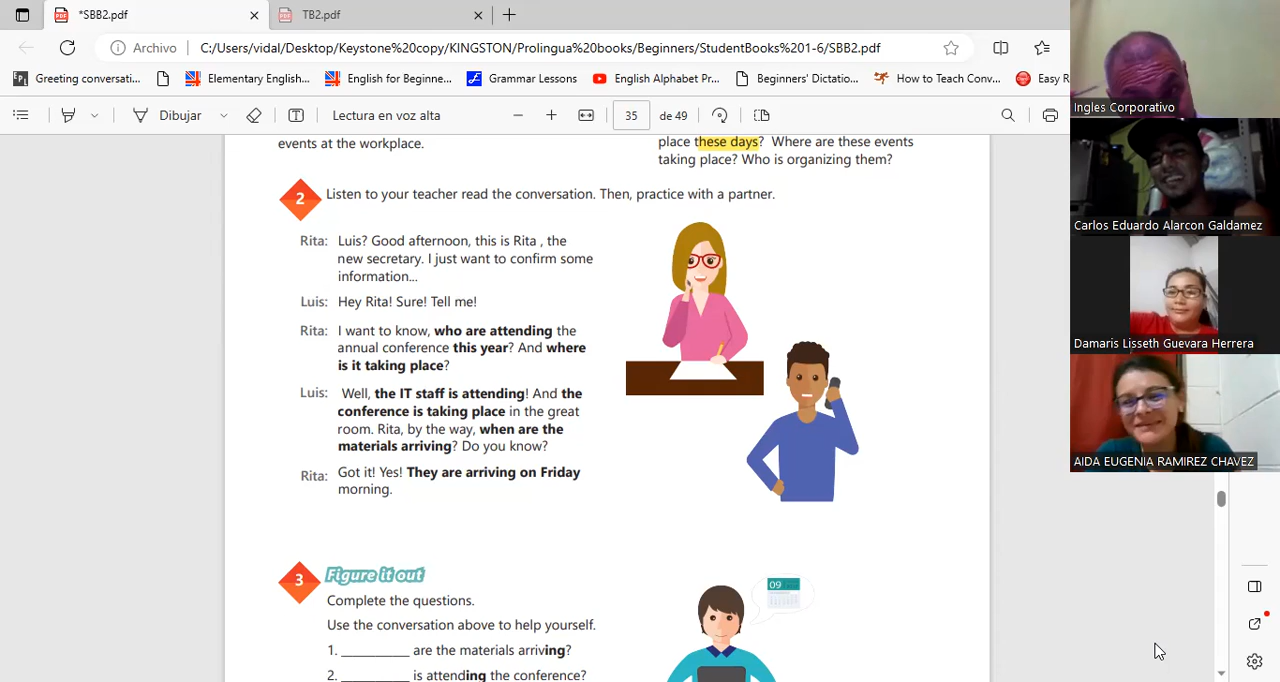 *SBB2.pdf
TB2.pdf
Archivo
C:/Users/vidal/Desktop/Keystone%20copy/KINGSTON/Prolingua%20books/Beginners/StudentBooks%201-6/SBB2.pdf
Greeting conversati...
Elementary English...
English for Beginne...
Grammar Lessons
English Alphabet Pr...
Beginners' Dictatio...
How to Teach Conv...
Easy R
Dibujar
Lectura en voz alta
35
de 49
events at the workplace.
place these days? Where are these events
taking place? Who is organizing them?
2
Listen to your teacher read the conversation. Then, practice with a partner.
Rita: Luis? Good afternoon, this is Rita , the
new secretary. I just want to confirm some
information...
Luis: Hey Rita! Sure! Tell me!
Rita: I want to know, who are attending the
annual conference this year? And where
is it taking place?
Luis: Well, the IT staff is attending! And the
conference is taking place in the great
room. Rita, by the way, when are the
materials arriving? Do you know?
Rita: Got it! Yes! They are arriving on Friday
morning.
3
Figure it out
Complete the questions.
Use the conversation above to help yourself.
1. __________ are the materials arriving?
2. __________ is attending the conference?
09
Ingles Corporativo
Carlos Eduardo Alarcon Galdamez
Damaris Lisseth Guevara Herrera
AIDA EUGENIA RAMIREZ CHAVEZ